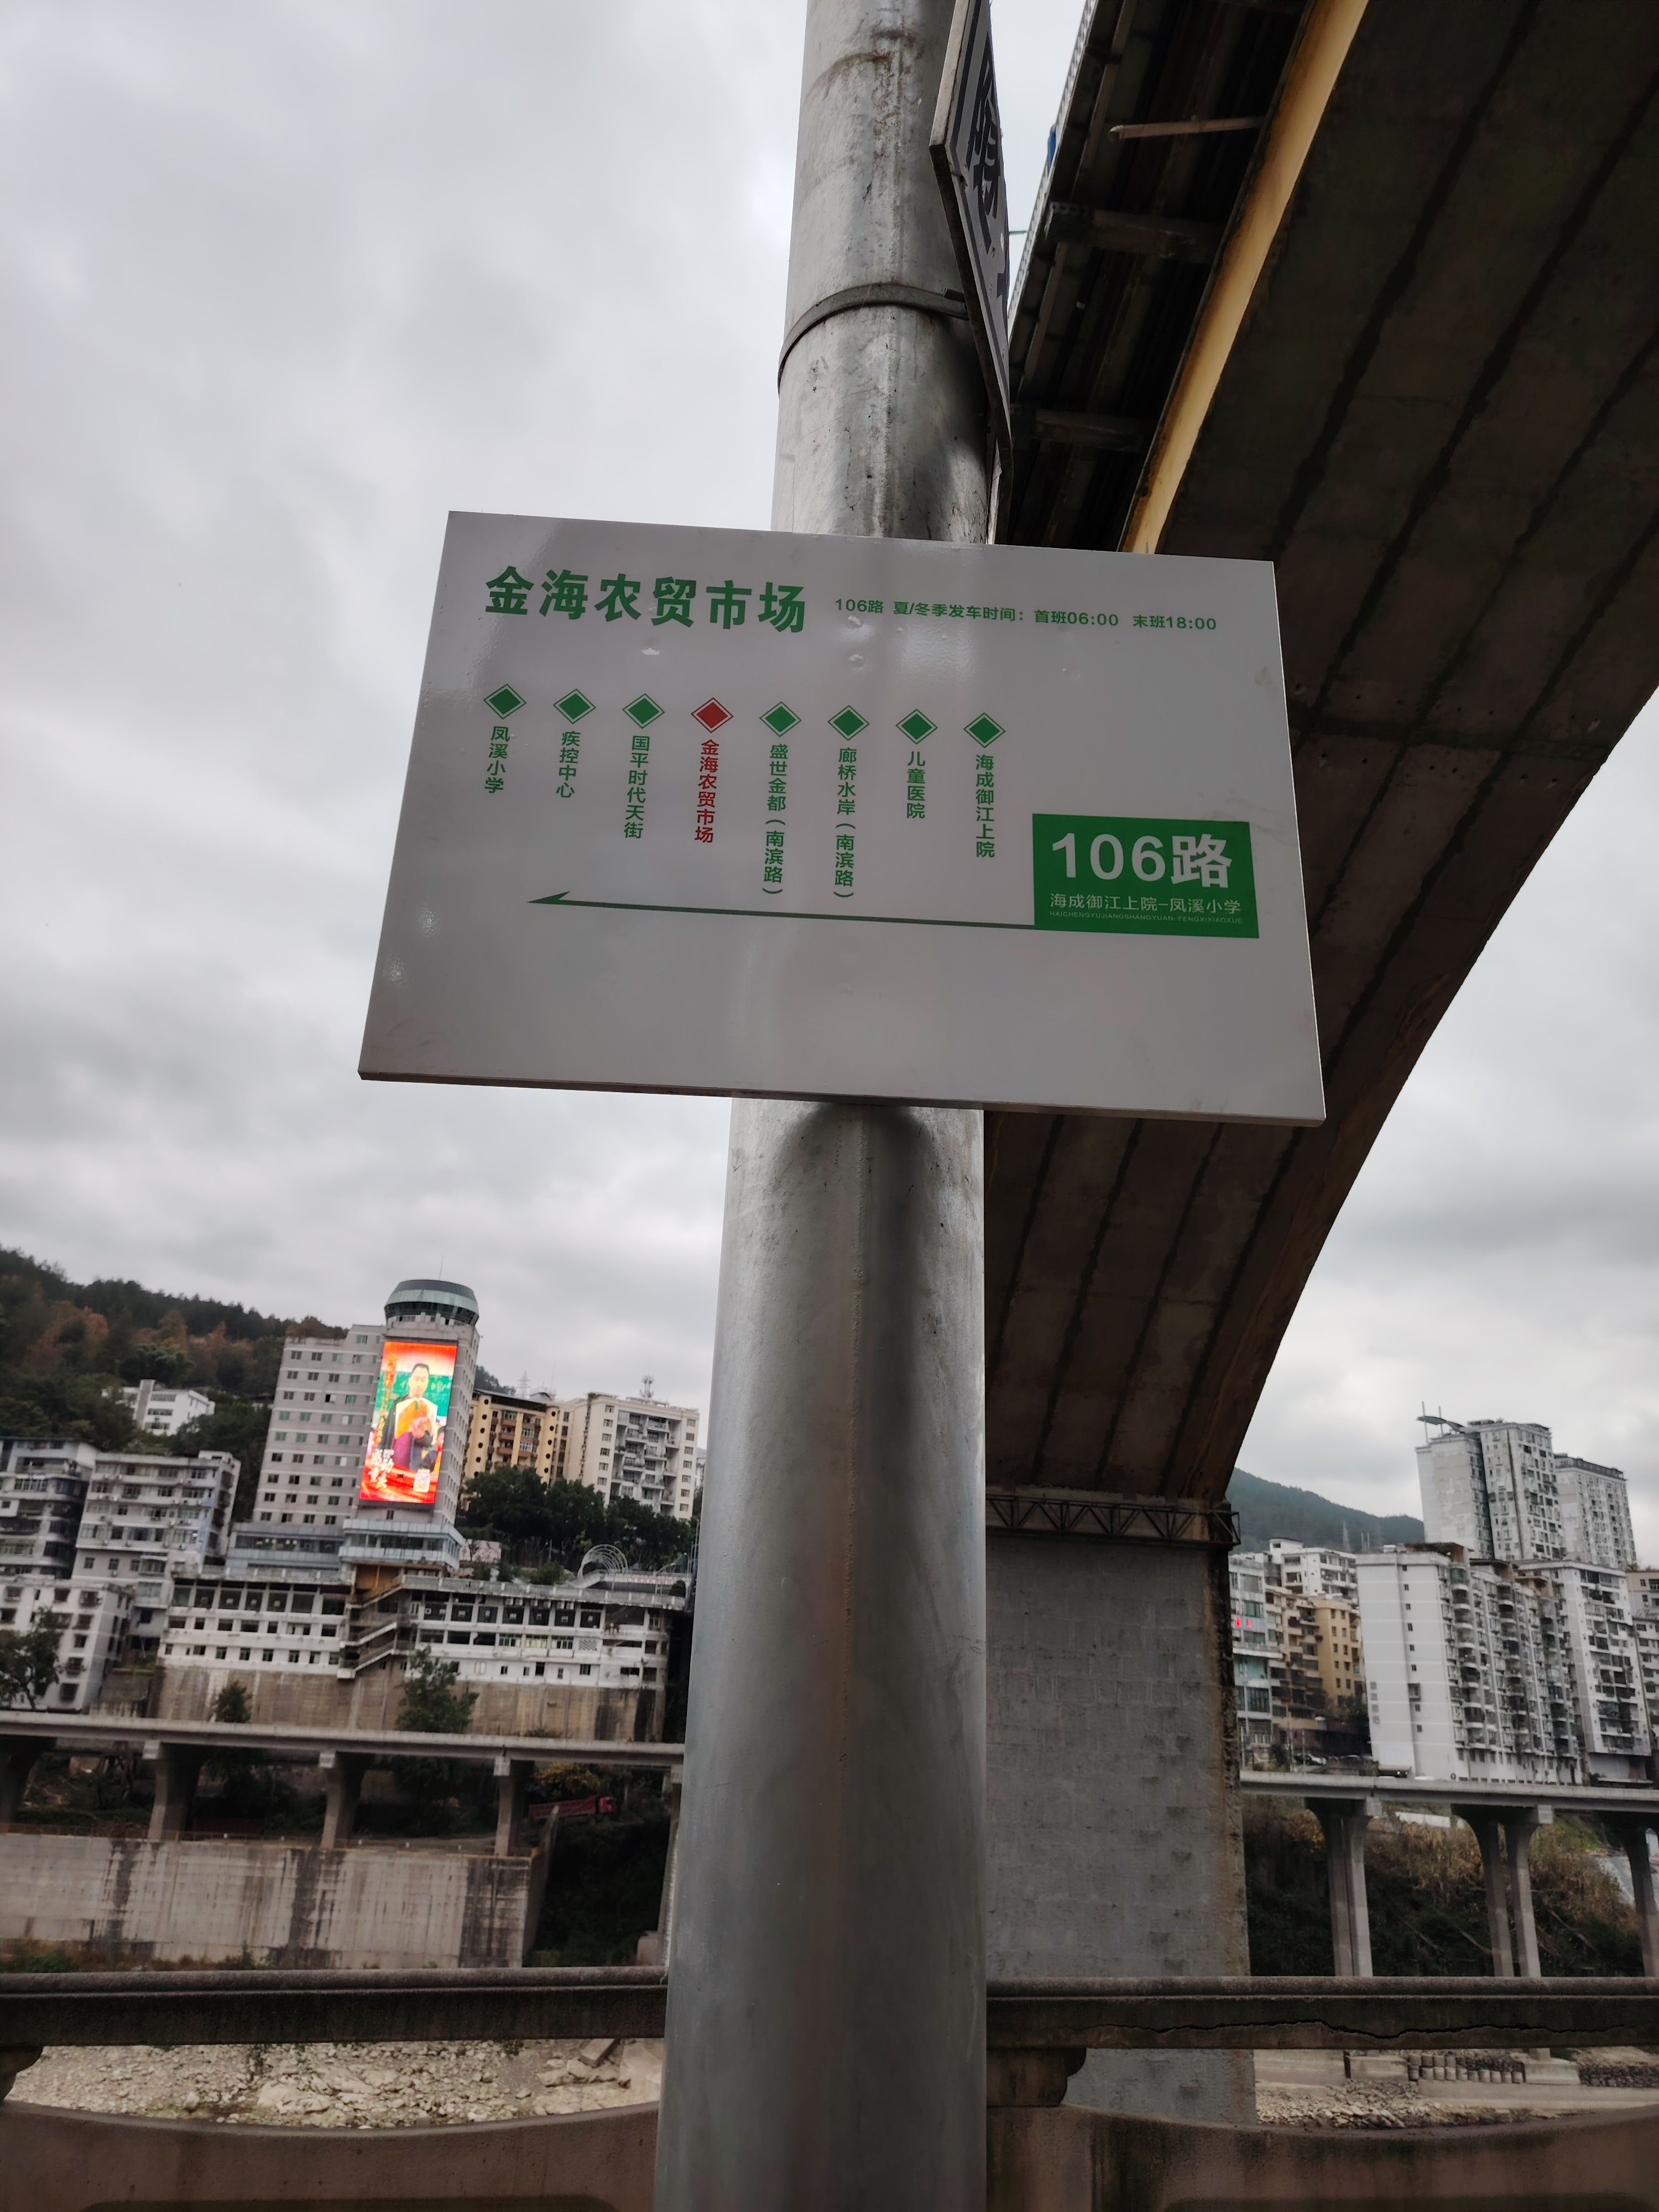 金海农贸市场
106路 夏/冬季发车时间：首班06:00 末班18:00
凤溪小学
疾控中心
国平时代天街
金海农贸市场
盛世金都（南滨路）
廊桥水岸（南滨路）
儿童医院
海成御江上院
106路
海成御江上院-凤溪小学
HAICHENGYUJIANGSHANGYUAN-FENGXIXIAOXUE